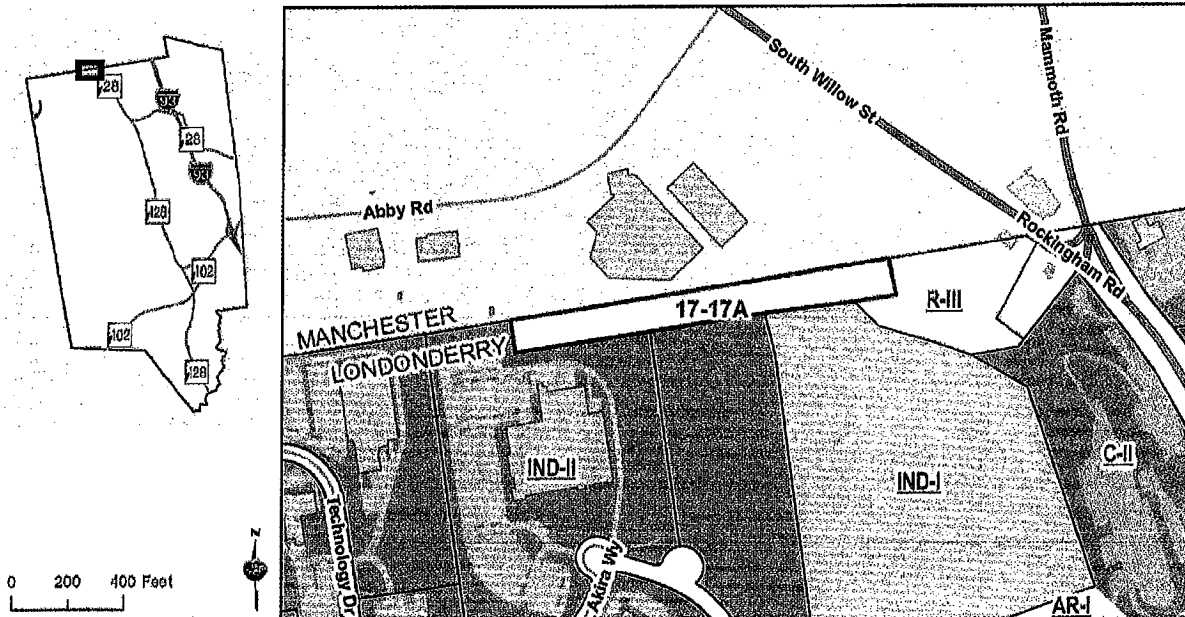 28
93
28
93
128
102
102
128
0 200 400 Feet
N
South Willow St
Mammoth Rd
Abby Rd
Rockingham Rd
R-III
17-17A
MANCHESTER
LONDONDERRY
IND-II
IND-I
C-II
Technology Dr
Akira Wy
AR-I